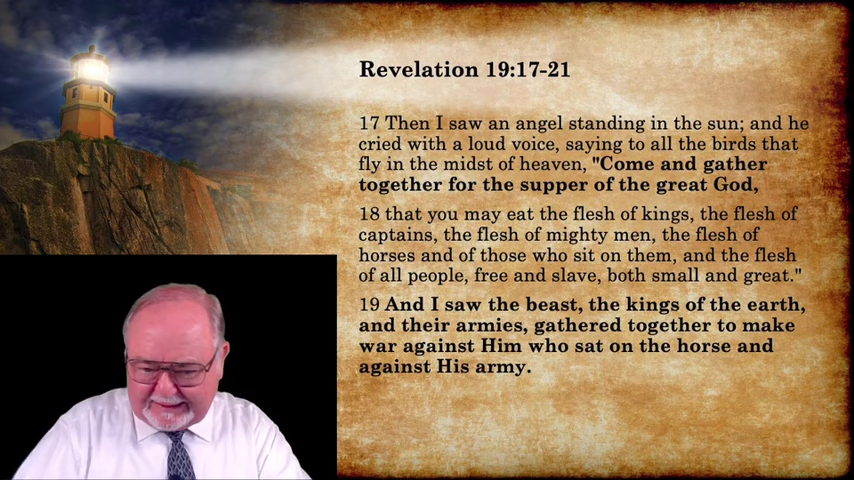 Revelation 19:17-21
17 Then I saw an angel standing in the sun; and he
cried with a loud voice, saying to all the birds that
fly in the midst of heaven, "Come and gather
together for the supper of the great God,
18 that you may eat the flesh of kings, the flesh of
captains, the flesh of mighty men, the flesh of
horses and of those who sit on them, and the flesh
of all people, free and slave, both small and great."
19 And I saw the beast, the kings of the earth,
and their armies, gathered together to make
war against Him who sat on the horse and
against His army.